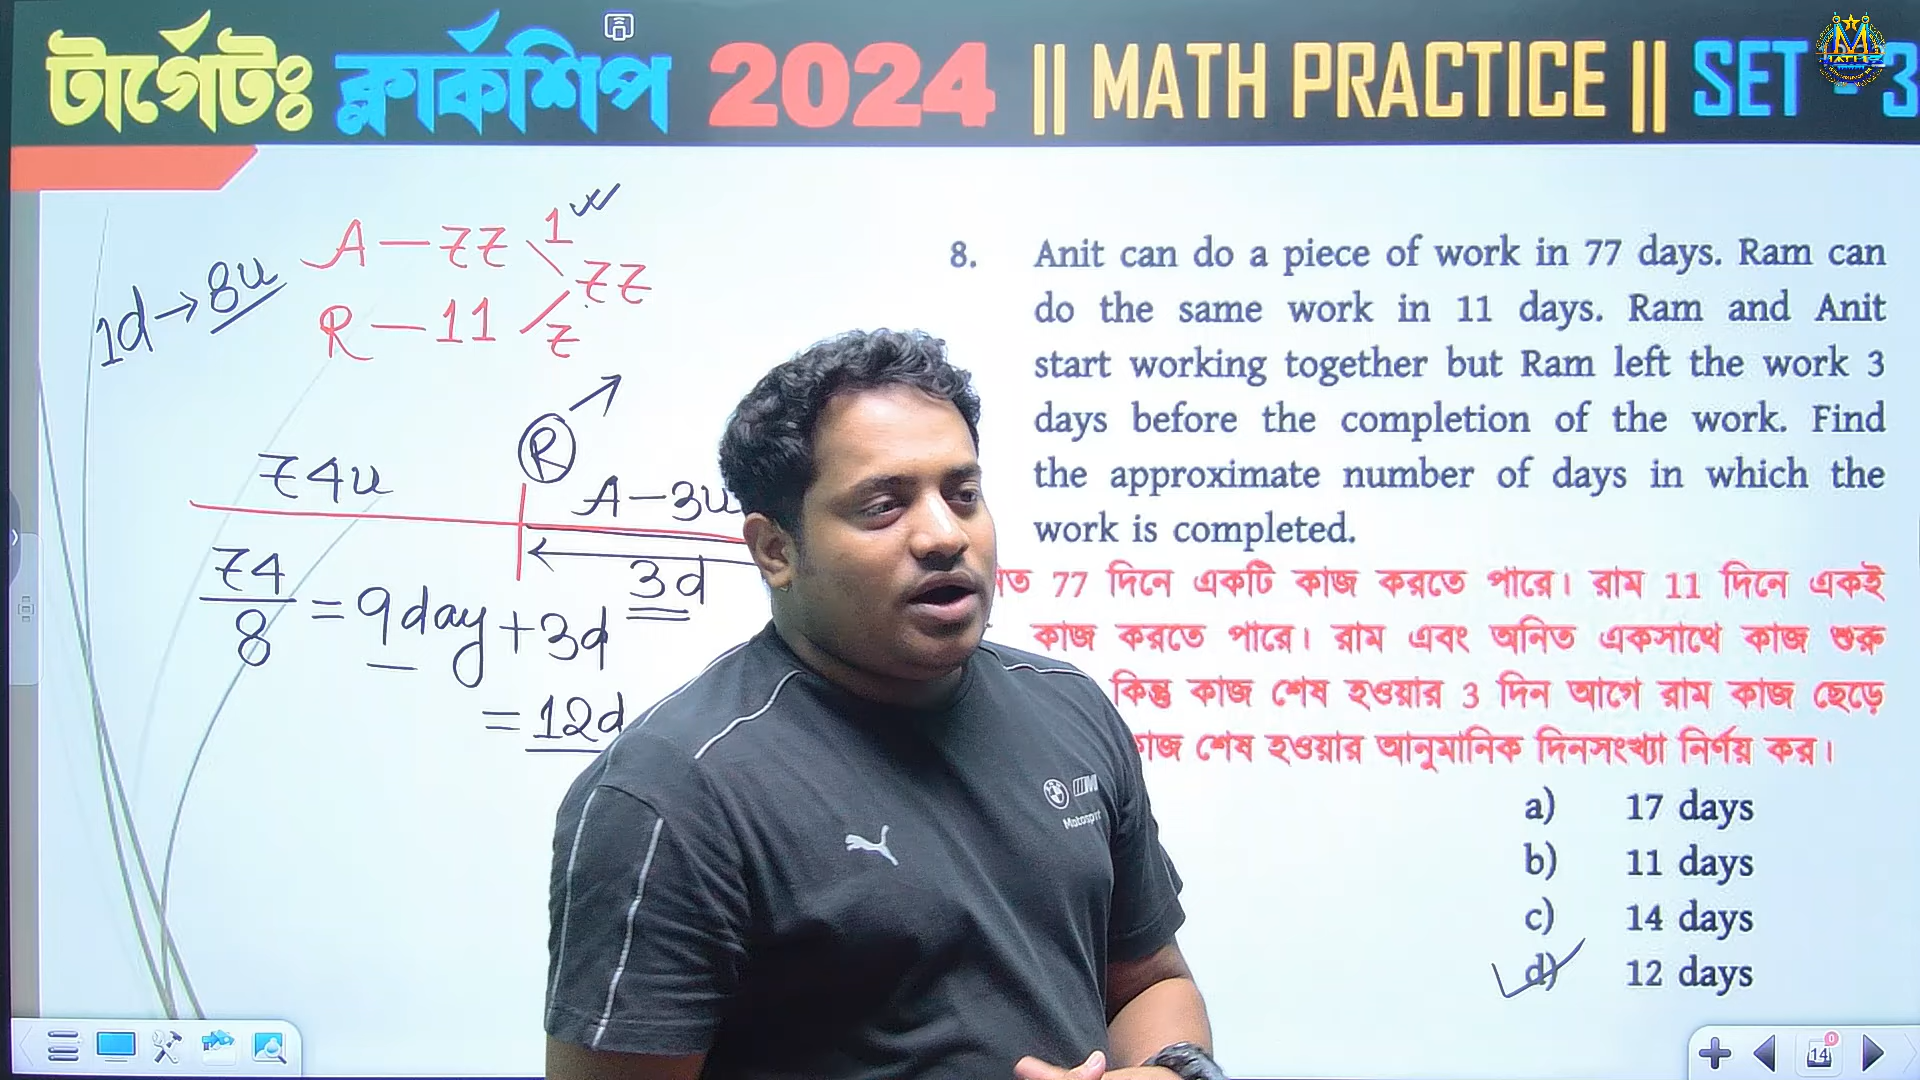 টার্গেটঃ ক্লার্কশিপ 2024 || MATH PRACTICE || SET - 3
A — 77 1
77
R — 11 7
1d → 8u
R
74u
A – 3u
3d
74/8 = 9day + 3d
= 12d
8. Anit can do a piece of work in 77 days. Ram can
do the same work in 11 days. Ram and Anit
start working together but Ram left the work 3
days before the completion of the work. Find
the approximate number of days in which the
work is completed.
77 দিনে একটি কাজ করতে পারে। রাম 11 দিনে একই
কাজ করতে পারে। রাম এবং অনিত একসাথে কাজ শুরু
কিন্তু কাজ শেষ হওয়ার 3 দিন আগে রাম কাজ ছেড়ে
কাজ শেষ হওয়ার আনুমানিক দিনসংখ্যা নির্ণয় কর।
a) 17 days
b) 11 days
c) 14 days
d) 12 days
14